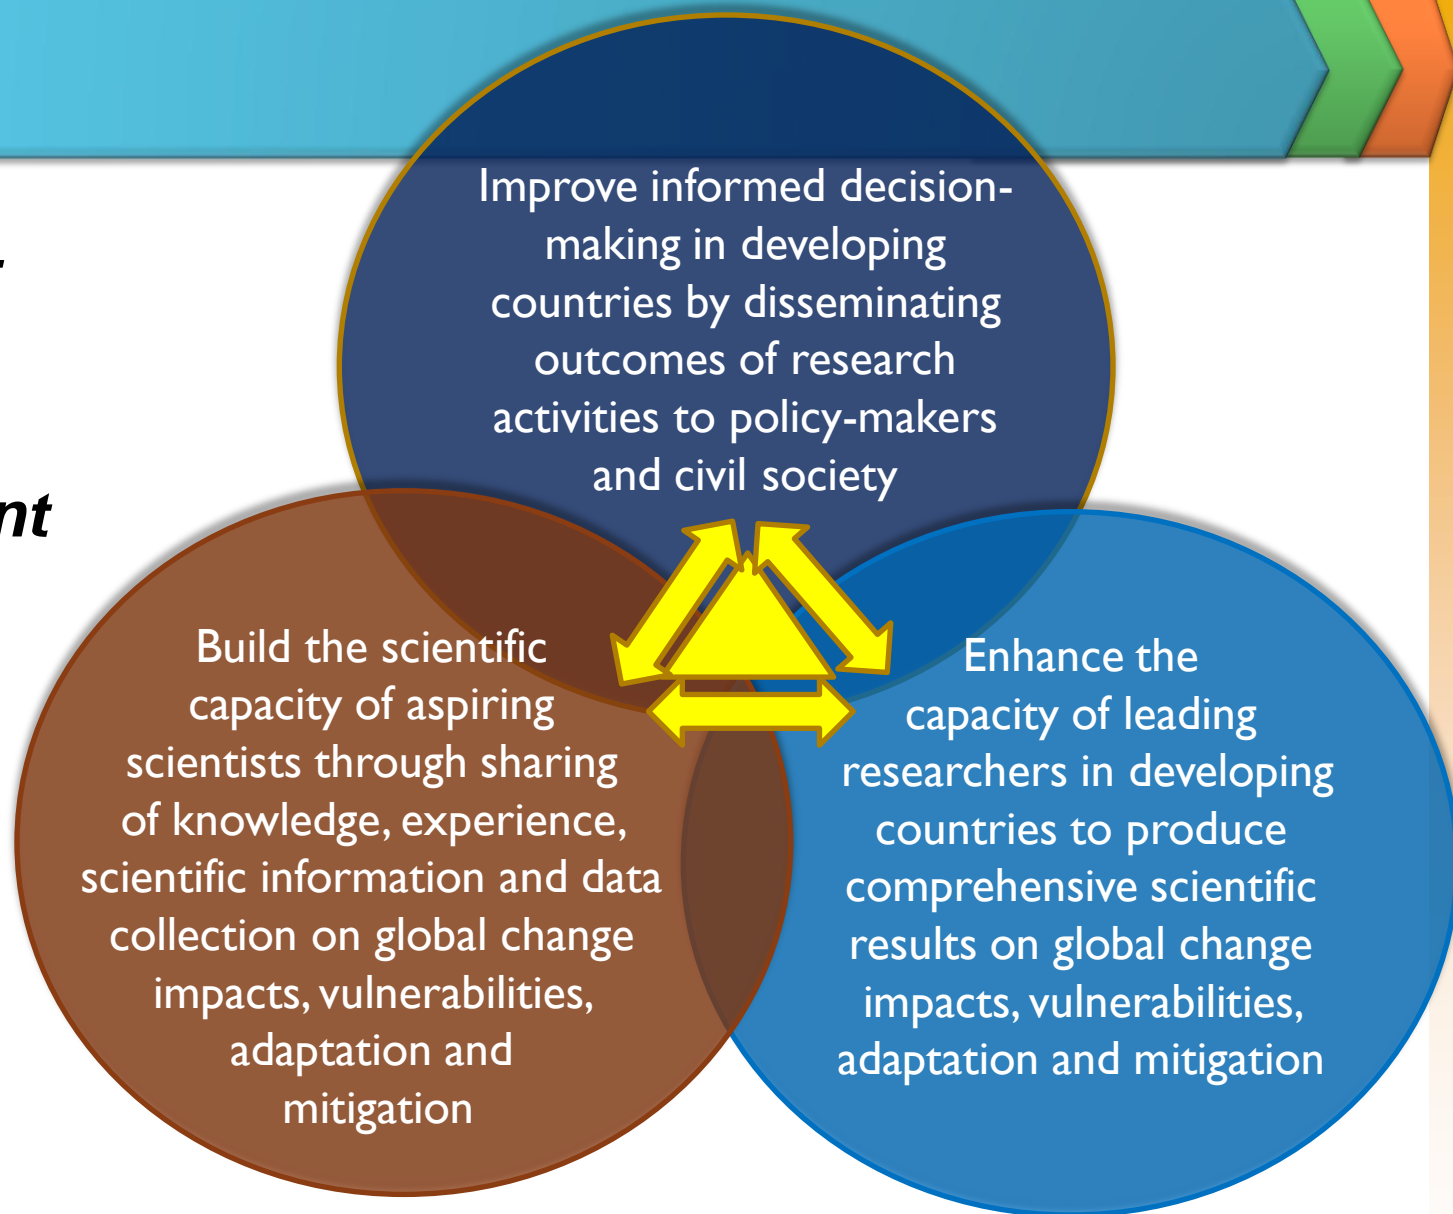 Improve informed decision-
making in developing
countries by disseminating
outcomes of research
activities to policy-makers
and civil society
Build the scientific
capacity of aspiring
scientists through sharing
of knowledge, experience,
scientific information and data
collection on global change
impacts, vulnerabilities,
adaptation and
mitigation
Enhance the
capacity of leading
researchers in developing
countries to produce
comprehensive scientific
results on global change
impacts, vulnerabilities,
adaptation and mitigation